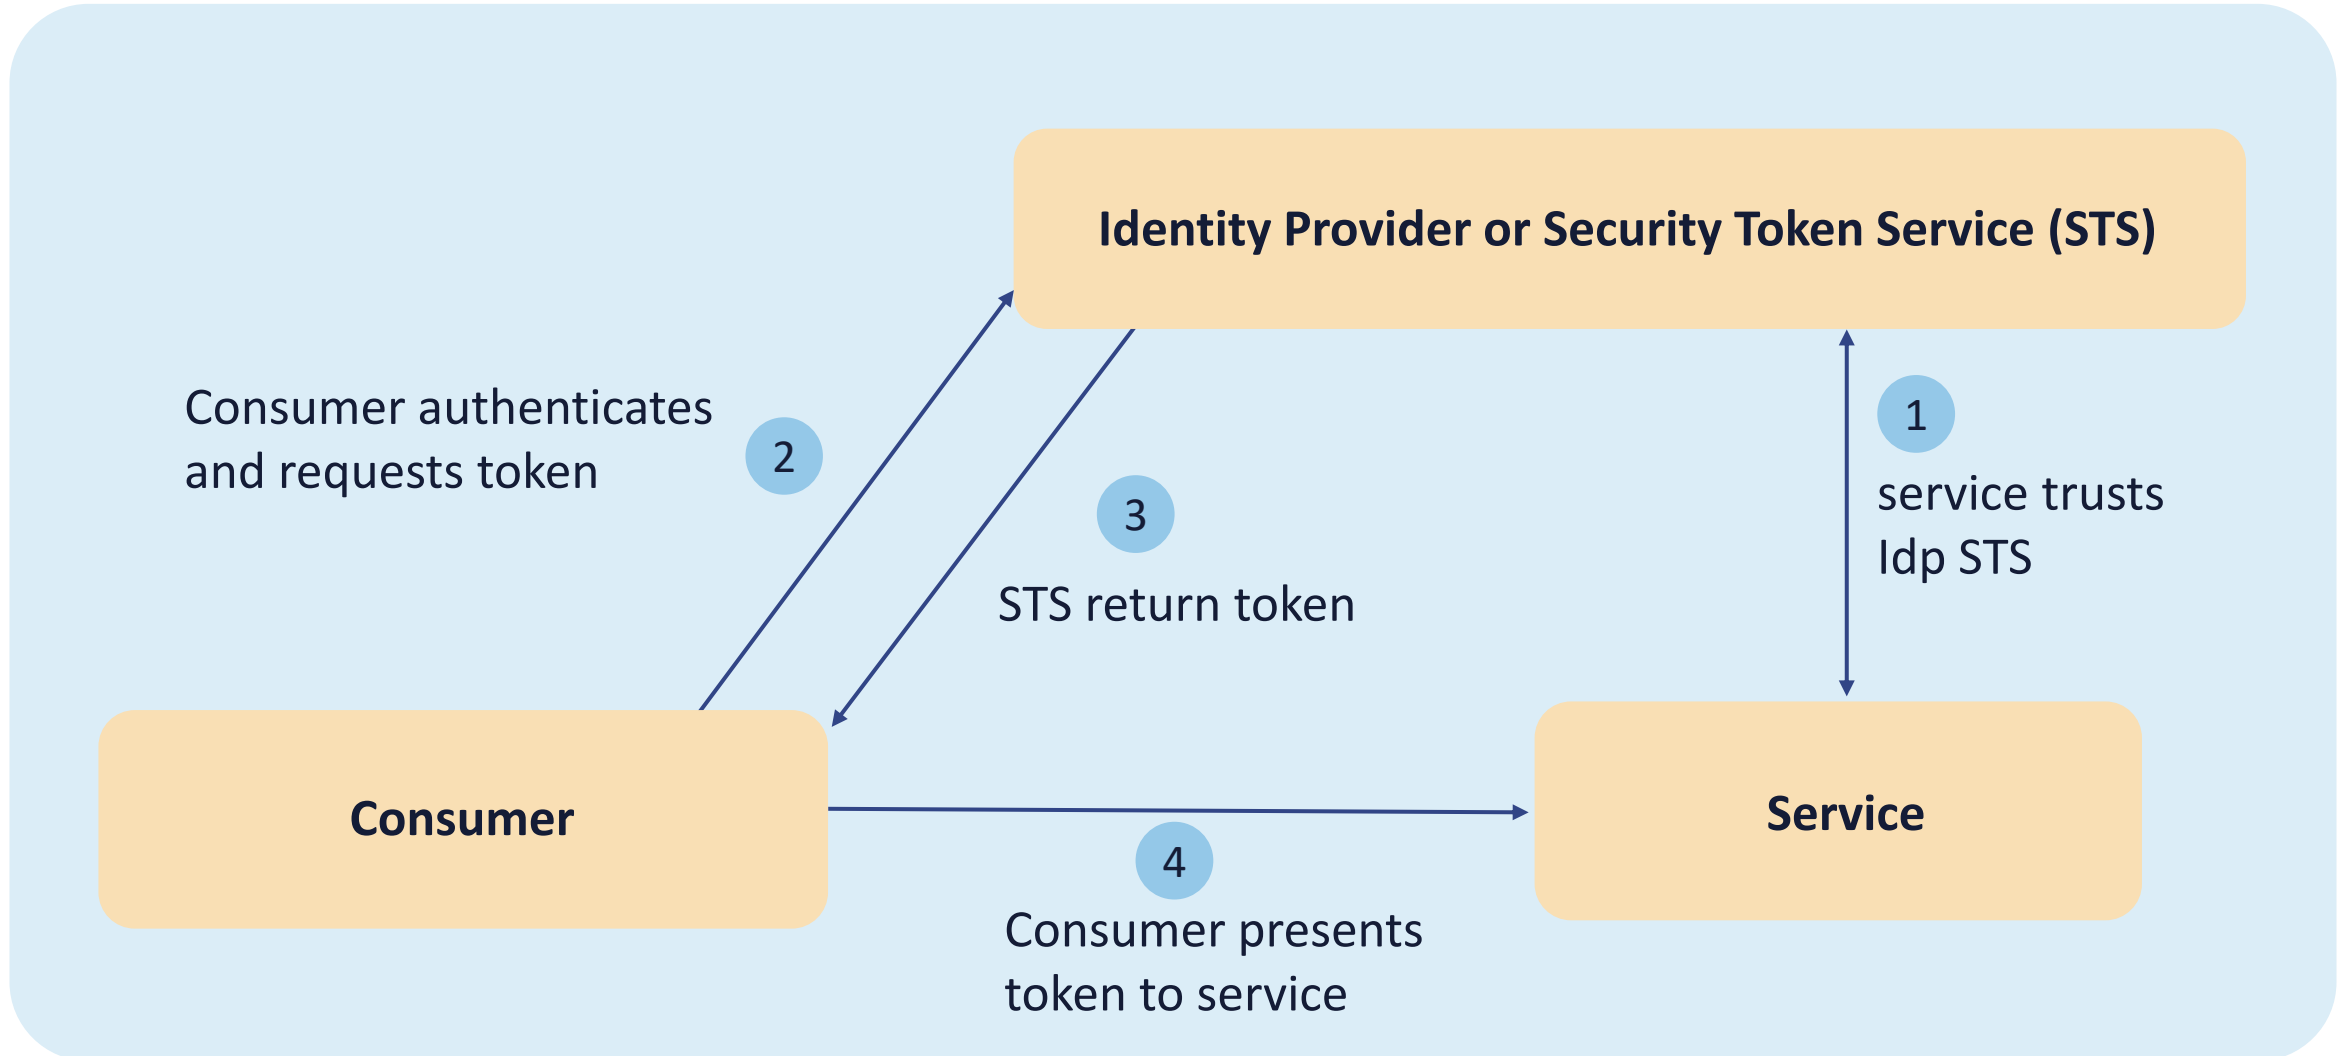 Identity Provider or Security Token Service (STS)
Consumer authenticates
and requests token
2
1
service trusts
Idp STS
3
STS return token
Consumer
Service
4
Consumer presents
token to service